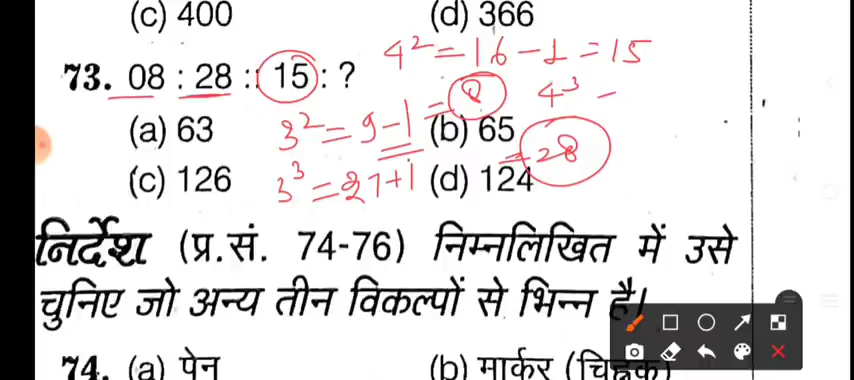 (c) 400 (d) 366
4² = 16 - 1 = 15
73. 08 : 28 :: 15 : ?
3² = 9 - 1 = 8
4³ -
(a) 63 (b) 65
3³ = 27 + 1 = 28
(c) 126 (d) 124
निर्देश (प्र.सं. 74-76) निम्नलिखित में उसे
चुनिए जो अन्य तीन विकल्पों से भिन्न है।
74. (a) पेन (b) मार्कर (चिह्नक)